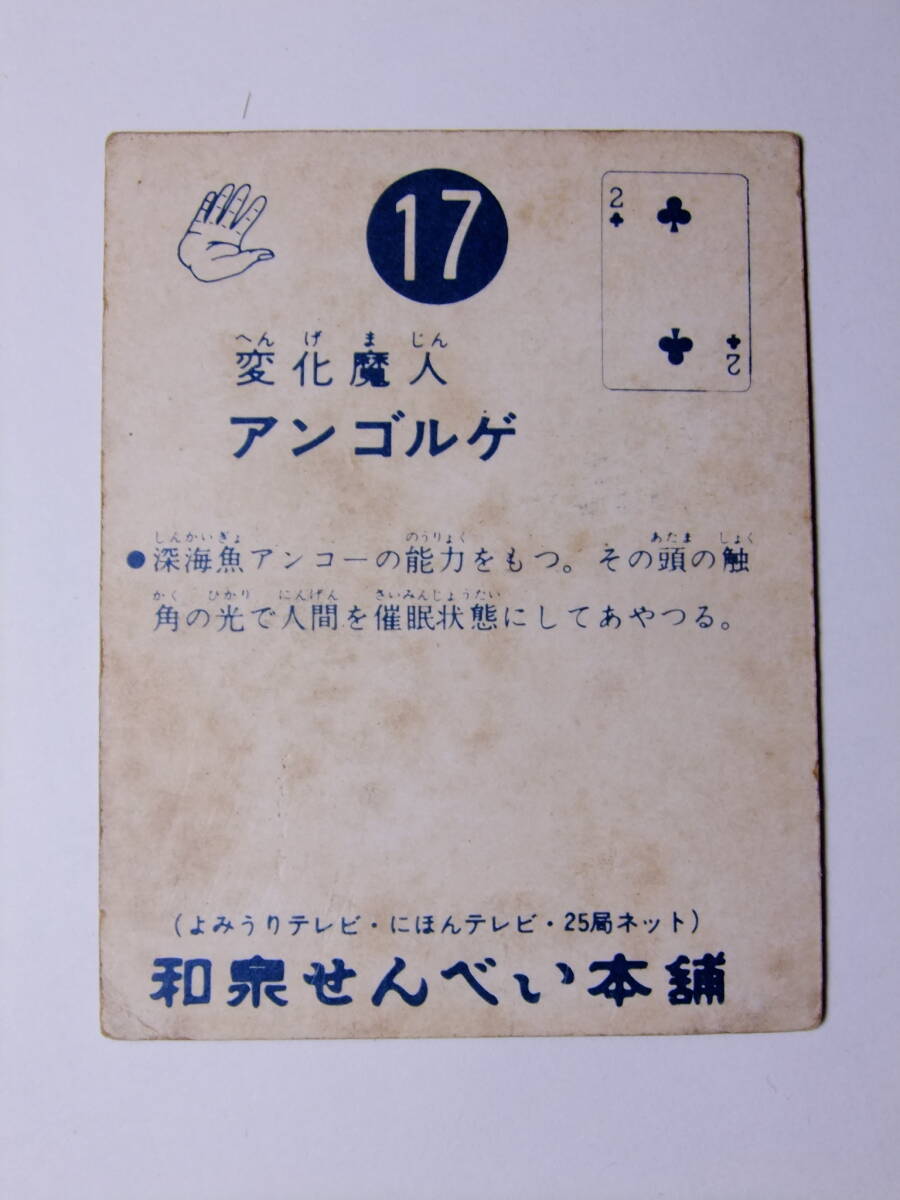 17
2
へん げ ま じん
変化魔人
アンゴルゲ
しんかいぎょ のうりょく あたま しょく
●深海魚アンコーの能力をもつ。その頭の触
かく ひかり にんげん さいみんじょうたい
角の光で人間を催眠状態にしてあやつる。
2
(よみうりテレビ・にほんテレビ・25局ネット)
和泉せんべい本舗